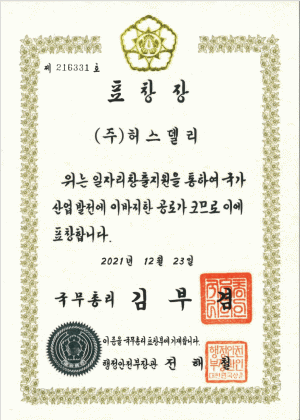 제 216331 호
표 창 장
(주)허스델리
위는 일자리창출지원을 통하여 국가
산업 발전에 이바지한 공로가 크므로 이에
표창합니다.
2021년 12월 23일
국무총리 김 부 겸
이 증을 국무총리 표창부에 기재합니다.
행정안전부장관 전 해 철